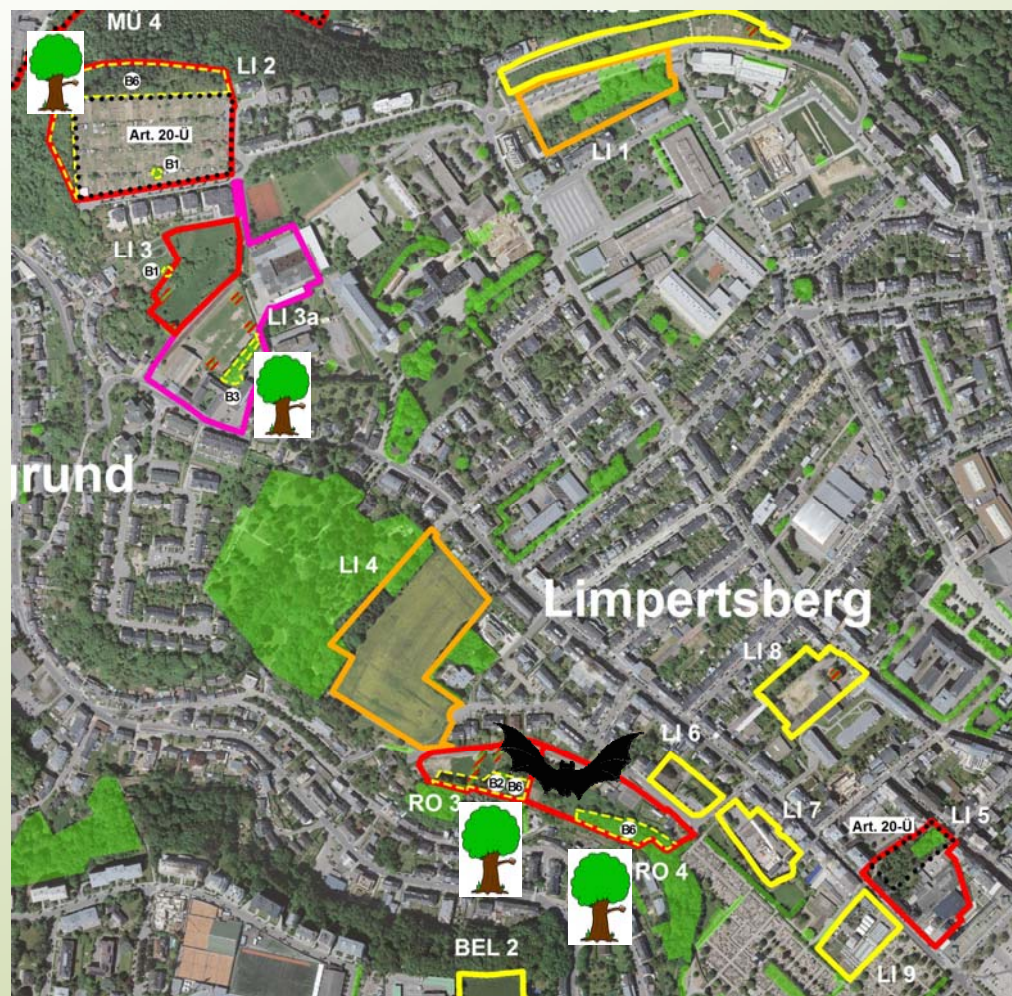 MÜ 4
LI 2
B6
Art. 20-Ü
B1
LI 1
LI 3
B1
LI 3a
B3
grund
LI 4
Limpertsberg
LI 8
LI 6
B2
B6
RO 3
LI 7
Art. 20-Ü
LI 5
B6
RO 4
BEL 2
LI 9